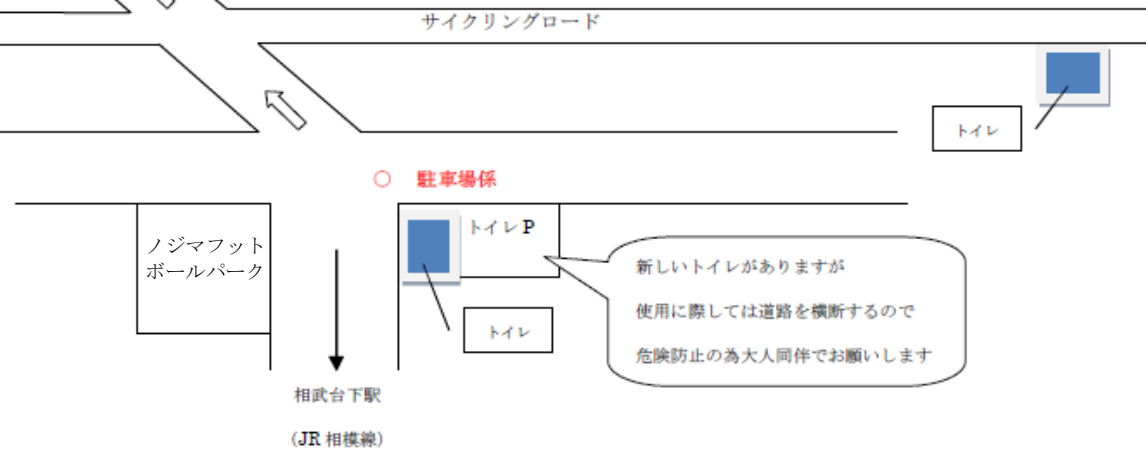 サイクリングロード
トイレ
○ 駐車場係
ノジマフット
ボールパーク
トイレ P
新しいトイレがありますが
使用に際しては道路を横断するので
危険防止の為大人同伴でお願いします
トイレ
相武台下駅
(JR 相模線)